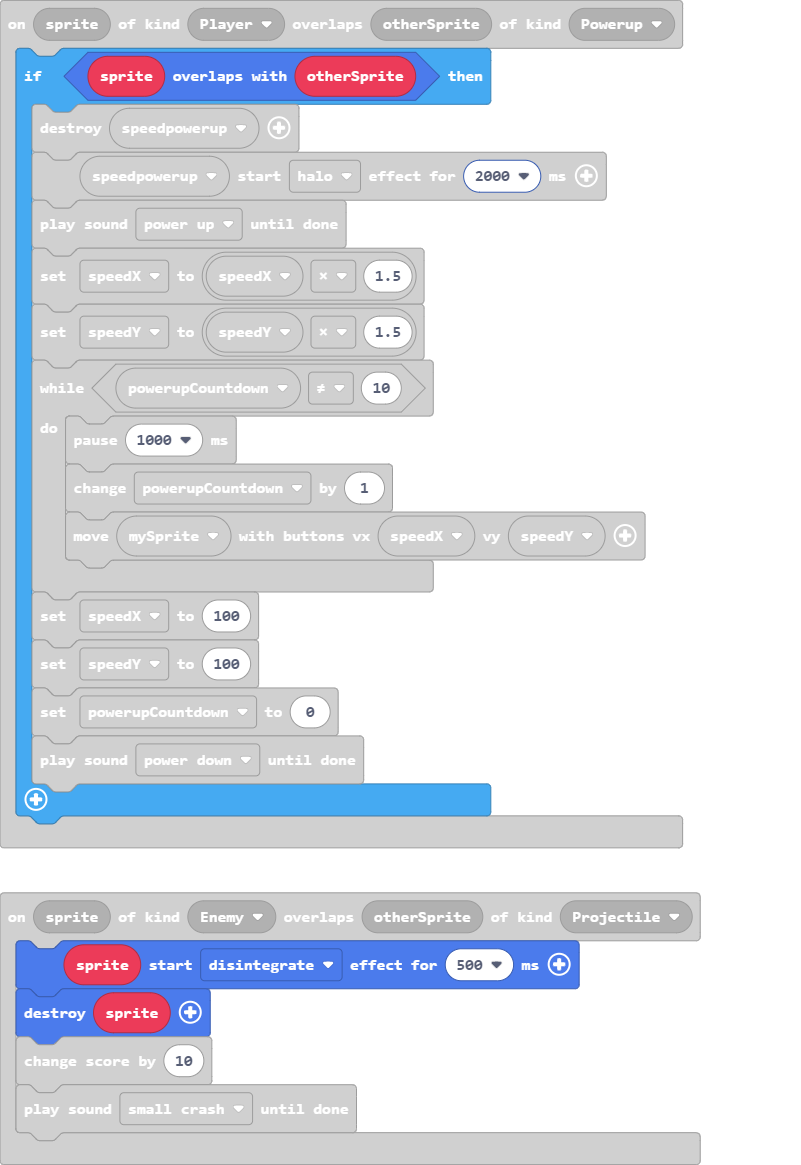 on sprite of kind Player overlaps otherSprite of kind Powerup
if sprite overlaps with otherSprite then
destroy speedpowerup
speedpowerup start halo effect for 2000 ms
play sound power up until done
set speedX to speedX × 1.5
set speedY to speedY × 1.5
while powerupCountdown ≠ 10
do
pause 1000 ms
change powerupCountdown by 1
move mySprite with buttons vx speedX vy speedY
set speedX to 100
set speedY to 100
set powerupCountdown to 0
play sound power down until done
on sprite of kind Enemy overlaps otherSprite of kind Projectile
sprite start disintegrate effect for 500 ms
destroy sprite
change score by 10
play sound small crash until done